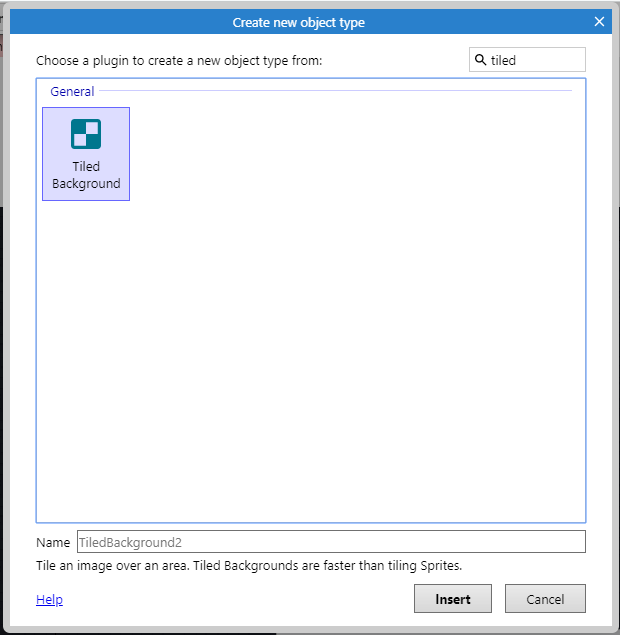 Create new object type
Choose a plugin to create a new object type from:
tiled
General
Tiled
Background
Name
TiledBackground2
Tile an image over an area. Tiled Backgrounds are faster than tiling Sprites.
Help
Insert
Cancel